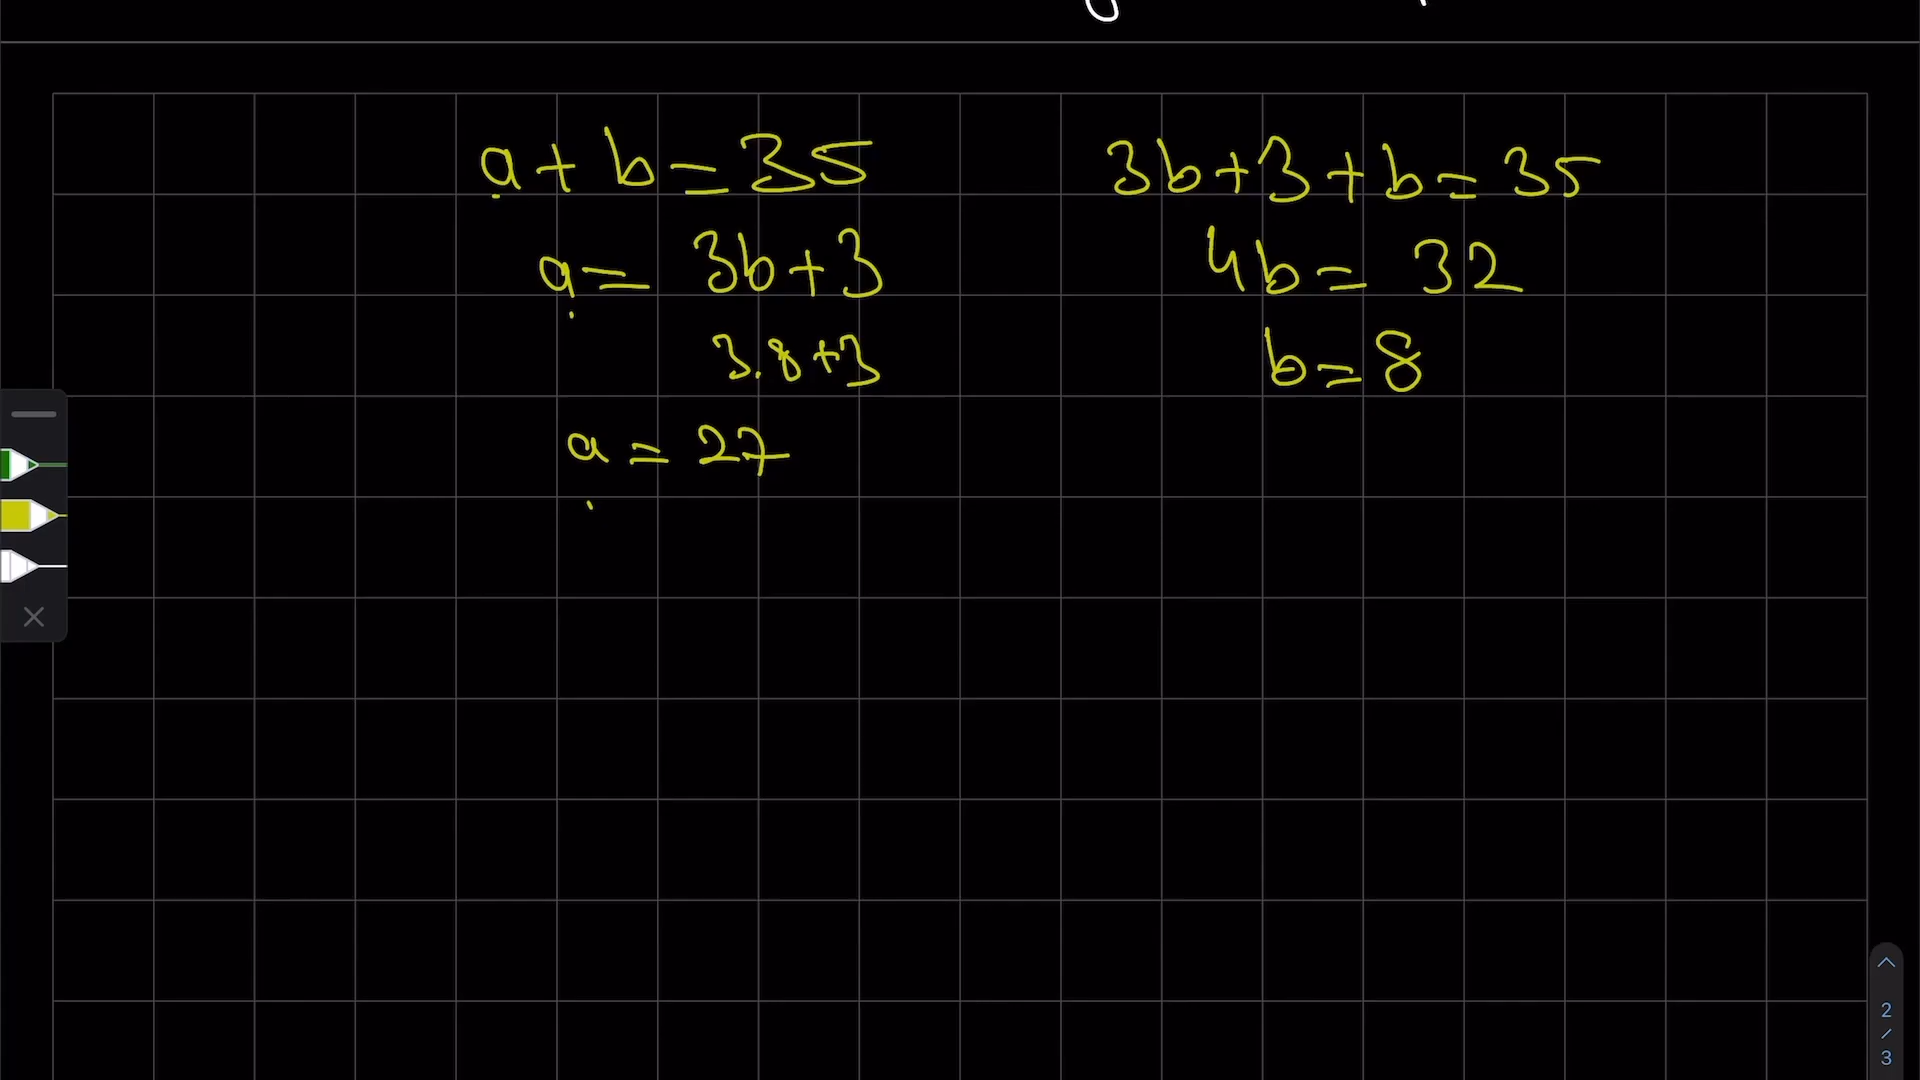 a + b = 35
a = 3b + 3
3.8 + 3
a = 27
3b + 3 + b = 35
4b = 32
b = 8
2
/
3